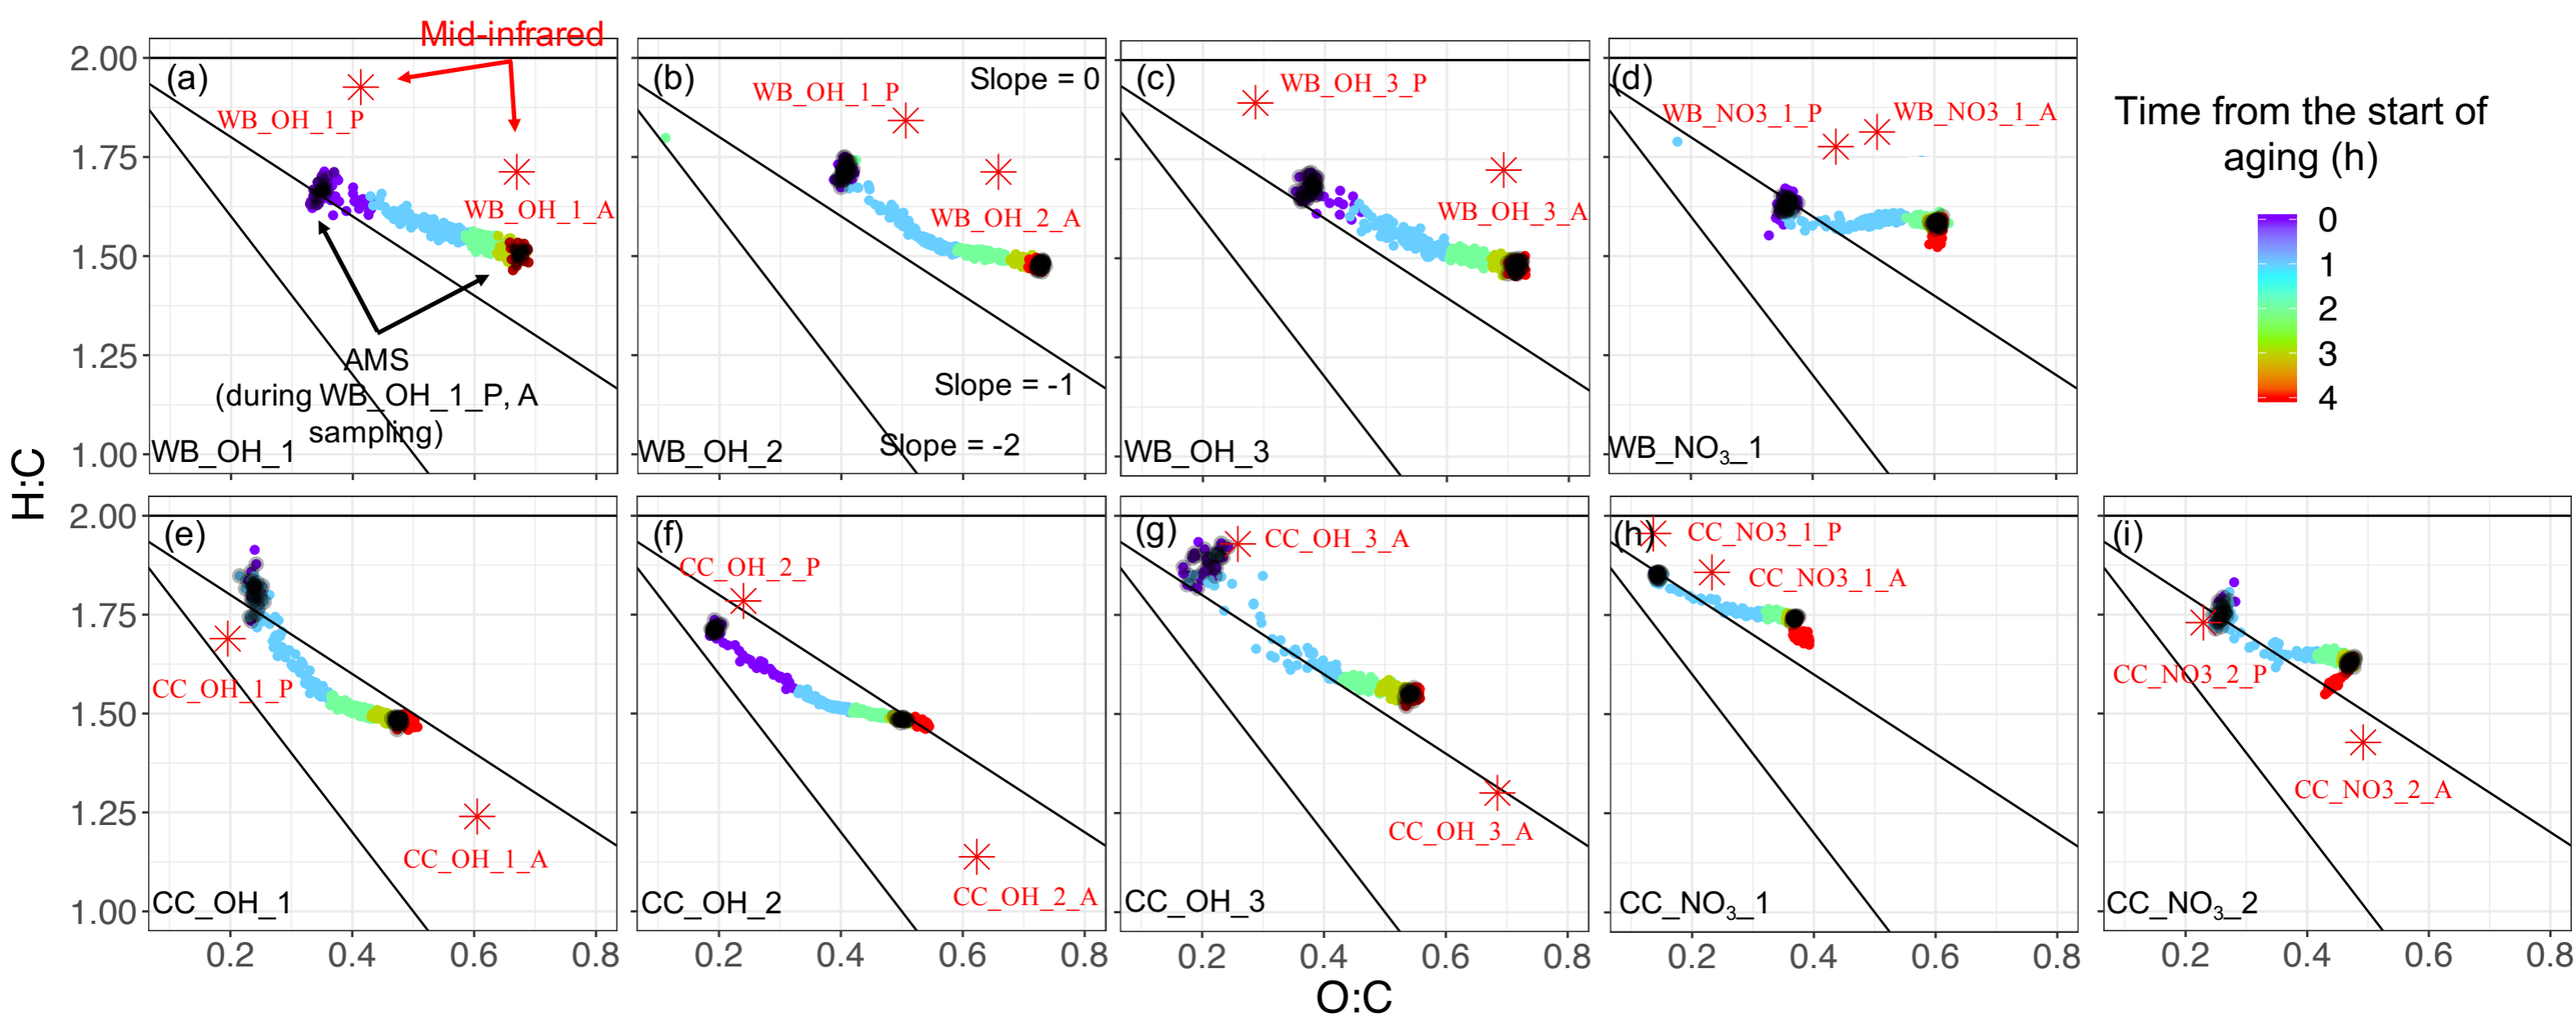 Mid-infrared
2.00
1.75
1.50
1.25
1.00
(a)
WB_OH_1_P
WB_OH_1_A
AMS
(during WB_OH_1_P, A
sampling)
WB_OH_1
(b)
Slope = 0
WB_OH_1_P
WB_OH_2_A
Slope = -1
Slope = -2
WB_OH_2
(c)
WB_OH_3_P
WB_OH_3_A
WB_OH_3
(d)
WB_NO3_1_P
WB_NO3_1_A
WB_NO₃_1
Time from the start of
aging (h)
0
1
2
3
4
H:C
2.00
1.75
1.50
1.25
1.00
(e)
CC_OH_1_P
CC_OH_1_A
CC_OH_1
(f)
CC_OH_2_P
CC_OH_2_A
CC_OH_2
(g)
CC_OH_3_A
CC_OH_3_A
CC_OH_3
(h)
CC_NO3_1_P
CC_NO3_1_A
CC_NO₃_1
(i)
CC_NO3_2_P
CC_NO3_2_A
CC_NO₃_2
0.2 0.4 0.6 0.8
0.2 0.4 0.6 0.8
0.2 0.4 0.6 0.8
0.2 0.4 0.6 0.8
0.2 0.4 0.6 0.8
O:C